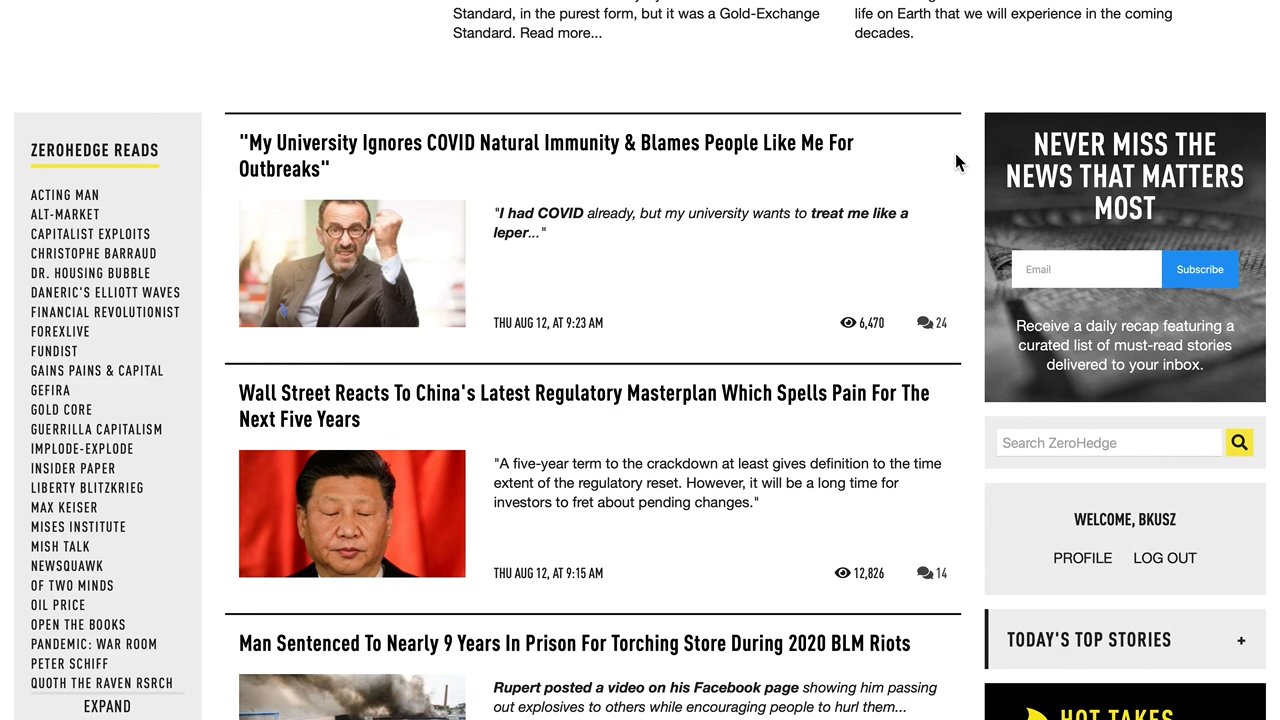 Standard, in the purest form, but it was a Gold-Exchange
Standard. Read more...
life on Earth that we will experience in the coming
decades.
ZEROHEDGE READS
ACTING MAN
ALT-MARKET
CAPITALIST EXPLOITS
CHRISTOPHE BARRAUD
DR. HOUSING BUBBLE
DANERIC'S ELLIOTT WAVES
FINANCIAL REVOLUTIONIST
FOREXLIVE
FUNDIST
GAINS PAINS & CAPITAL
GEFIRA
GOLD CORE
GUERRILLA CAPITALISM
IMPLODE-EXPLODE
INSIDER PAPER
LIBERTY BLITZKRIEG
MAX KEISER
MISES INSTITUTE
MISH TALK
NEWSQUAWK
OF TWO MINDS
OIL PRICE
OPEN THE BOOKS
PANDEMIC: WAR ROOM
PETER SCHIFF
QUOTH THE RAVEN RSRCH
EXPAND
"My University Ignores COVID Natural Immunity & Blames People Like Me For
Outbreaks"
"I had COVID already, but my university wants to treat me like a
leper..."
THU AUG 12, AT 9:23 AM
6,470
24
Wall Street Reacts To China's Latest Regulatory Masterplan Which Spells Pain For The
Next Five Years
"A five-year term to the crackdown at least gives definition to the time
extent of the regulatory reset. However, it will be a long time for
investors to fret about pending changes."
THU AUG 12, AT 9:15 AM
12,826
14
Man Sentenced To Nearly 9 Years In Prison For Torching Store During 2020 BLM Riots
Rupert posted a video on his Facebook page showing him passing
out explosives to others while encouraging people to hurl them...
NEVER MISS THE
NEWS THAT MATTERS
MOST
Email
Subscribe
Receive a daily recap featuring a
curated list of must-read stories
delivered to your inbox.
Search ZeroHedge
WELCOME, BKUSZ
PROFILE
LOG OUT
TODAY'S TOP STORIES
+
HOT TAKES